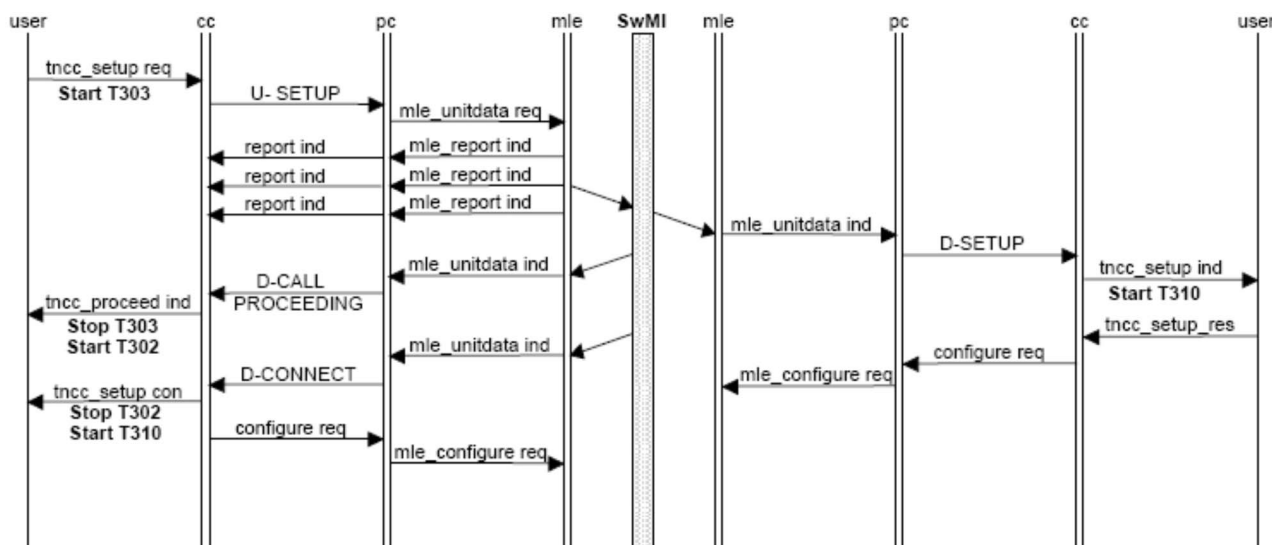 user cc pc mle SwMI mle pc cc user
tncc_setup req
Start T303
U- SETUP
mle_unitdata req
report ind
mle_report ind
report ind
mle_report ind
report ind
mle_report ind
mle_unitdata ind
D-SETUP
mle_unitdata ind
tncc_setup ind
Start T310
D-CALL
PROCEEDING
tncc_proceed ind
Stop T303
Start T302
tncc_setup_res
mle_unitdata ind
configure req
D-CONNECT
mle_configure req
tncc_setup con
Stop T302
Start T310
configure req
mle_configure req